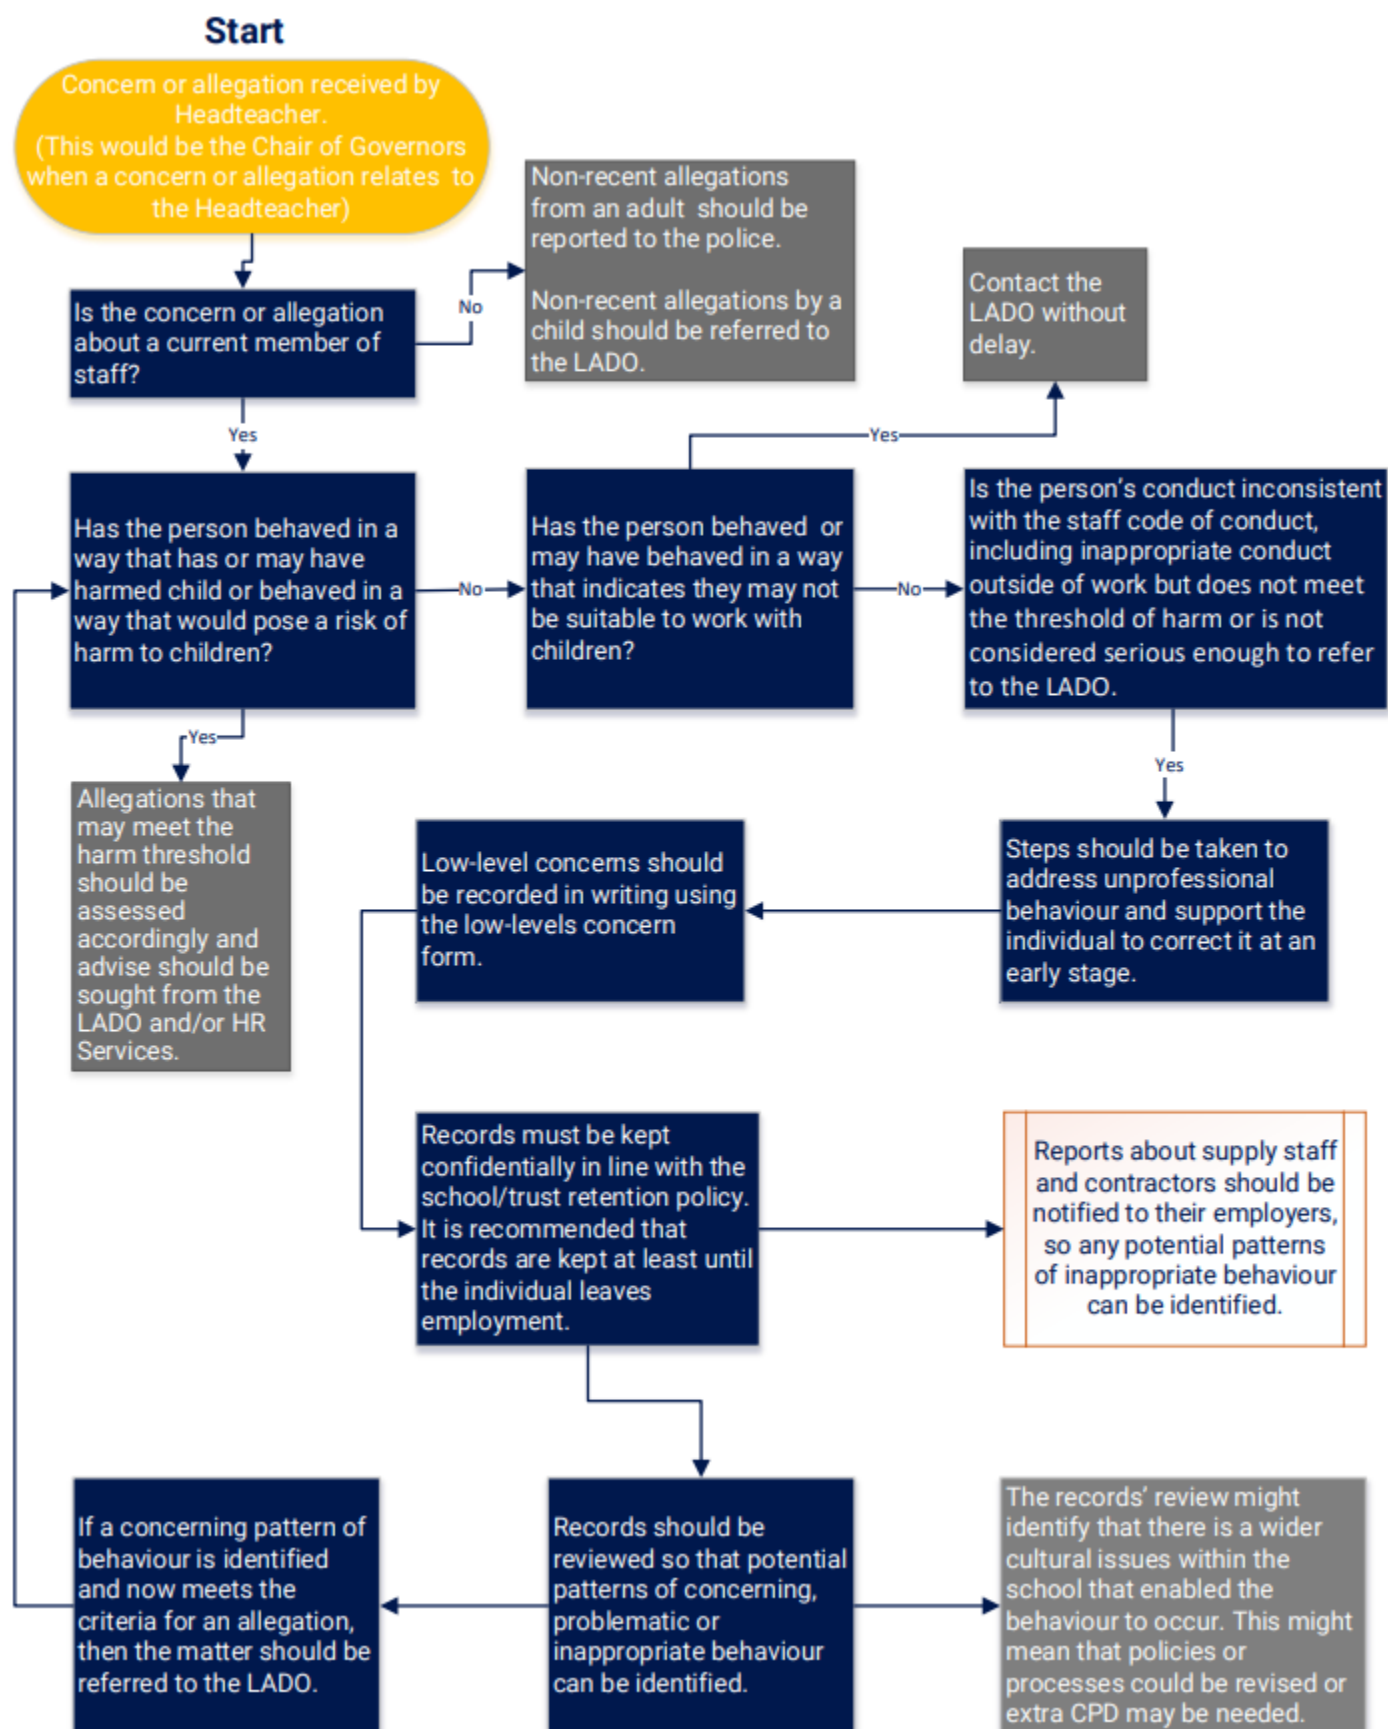 Start
Concern or allegation received by
Headteacher.
(This would be the Chair of Governors
when a concern or allegation relates to
the Headteacher)
Non-recent allegations
from an adult should be
reported to the police.
Non-recent allegations by a
child should be referred to
the LADO.
Contact the
LADO without
delay.
Is the concern or allegation
about a current member of
staff?
No
Yes
Yes
Has the person behaved in a
way that has or may have
harmed child or behaved in a
way that would pose a risk of
harm to children?
No
Has the person behaved or
may have behaved in a way
that indicates they may not
be suitable to work with
children?
No
Is the person's conduct inconsistent
with the staff code of conduct,
including inappropriate conduct
outside of work but does not meet
the threshold of harm or is not
considered serious enough to refer
to the LADO.
Yes
Yes
Allegations that
may meet the
harm threshold
should be
assessed
accordingly and
advise should be
sought from the
LADO and/or HR
Services.
Low-level concerns should
be recorded in writing using
the low-levels concern
form.
Steps should be taken to
address unprofessional
behaviour and support the
individual to correct it at an
early stage.
Records must be kept
confidentially in line with the
school/trust retention policy.
It is recommended that
records are kept at least until
the individual leaves
employment.
Reports about supply staff
and contractors should be
notified to their employers,
so any potential patterns
of inappropriate behaviour
can be identified.
If a concerning pattern of
behaviour is identified
and now meets the
criteria for an allegation,
then the matter should be
referred to the LADO.
Records should be
reviewed so that potential
patterns of concerning,
problematic or
inappropriate behaviour
can be identified.
The records' review might
identify that there is a wider
cultural issues within the
school that enabled the
behaviour to occur. This might
mean that policies or
processes could be revised or
extra CPD may be needed.